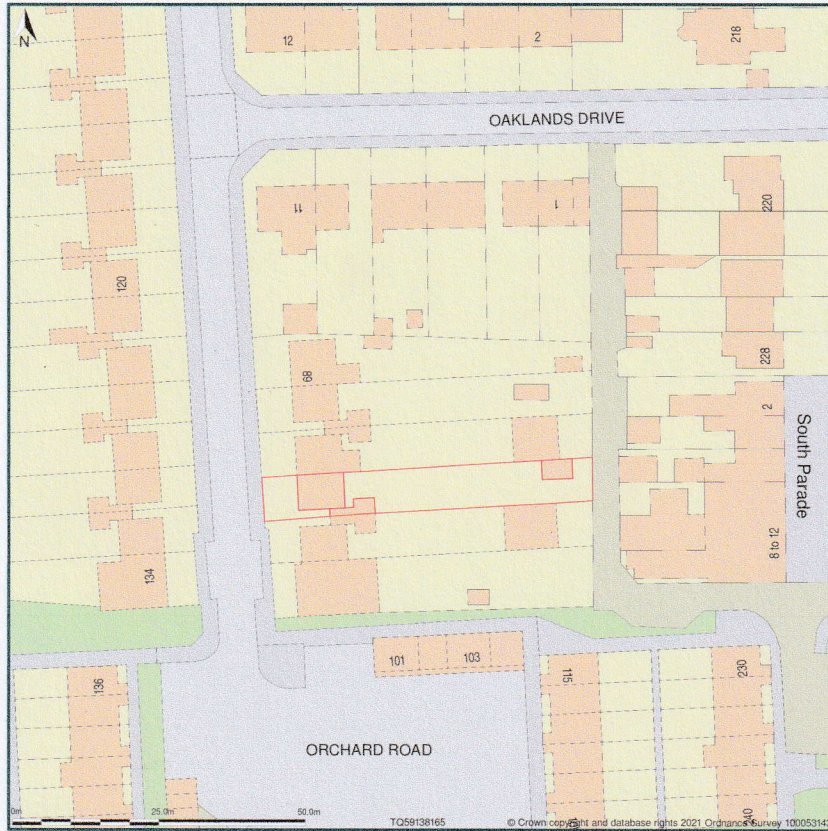 N
12
2
218
OAKLANDS DRIVE
11
1
220
120
68
228
2
South Parade
8 to 12
134
101
103
136
115
230
ORCHARD ROAD
240
0m
25.0m
50.0m
TQ59138165
© Crown copyright and database rights 2021 Ordnance Survey 100053143